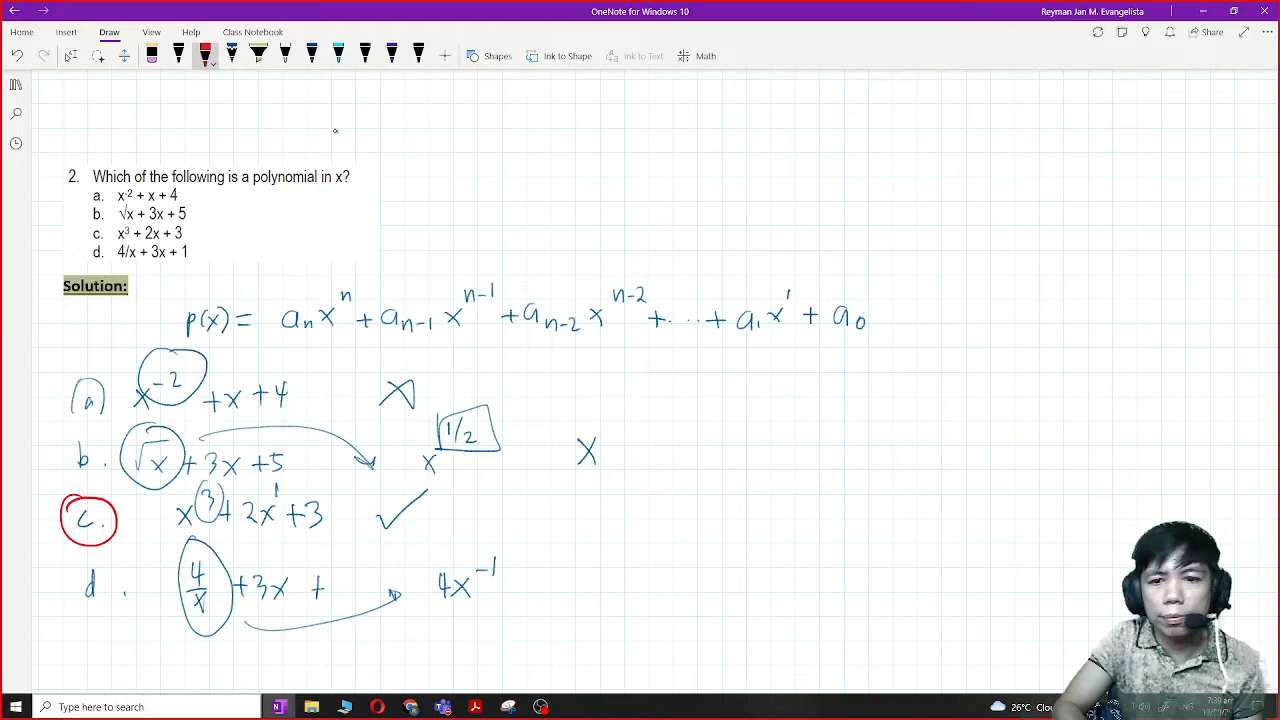 OneNote for Windows 10
Reyman Jan M. Evangelista
Home Insert Draw View Help Class Notebook
Share
Shapes Ink to Shape Ink to Text Math
2. Which of the following is a polynomial in x?
a. x⁻² + x + 4
b. √x + 3x + 5
c. x³ + 2x + 3
d. 4/x + 3x + 1
Solution:
p(x) = aₙxⁿ + aₙ₋₁xⁿ⁻¹ + aₙ₋₂xⁿ⁻² + ... + a₁x¹ + a₀
(a) x⁻² + x + 4 X
b. √x + 3x + 5 x^1/2 X
c. x³ + 2x¹ + 3 ✓
d. 4/x + 3x + 4x⁻¹
Type here to search
26°C
ENG